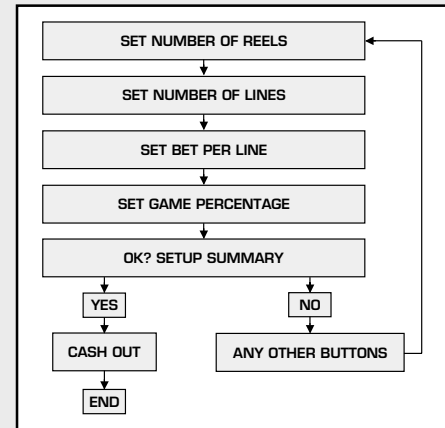 SET NUMBER OF REELS
SET NUMBER OF LINES
SET BET PER LINE
SET GAME PERCENTAGE
OK? SETUP SUMMARY
YES
NO
CASH OUT
ANY OTHER BUTTONS
END